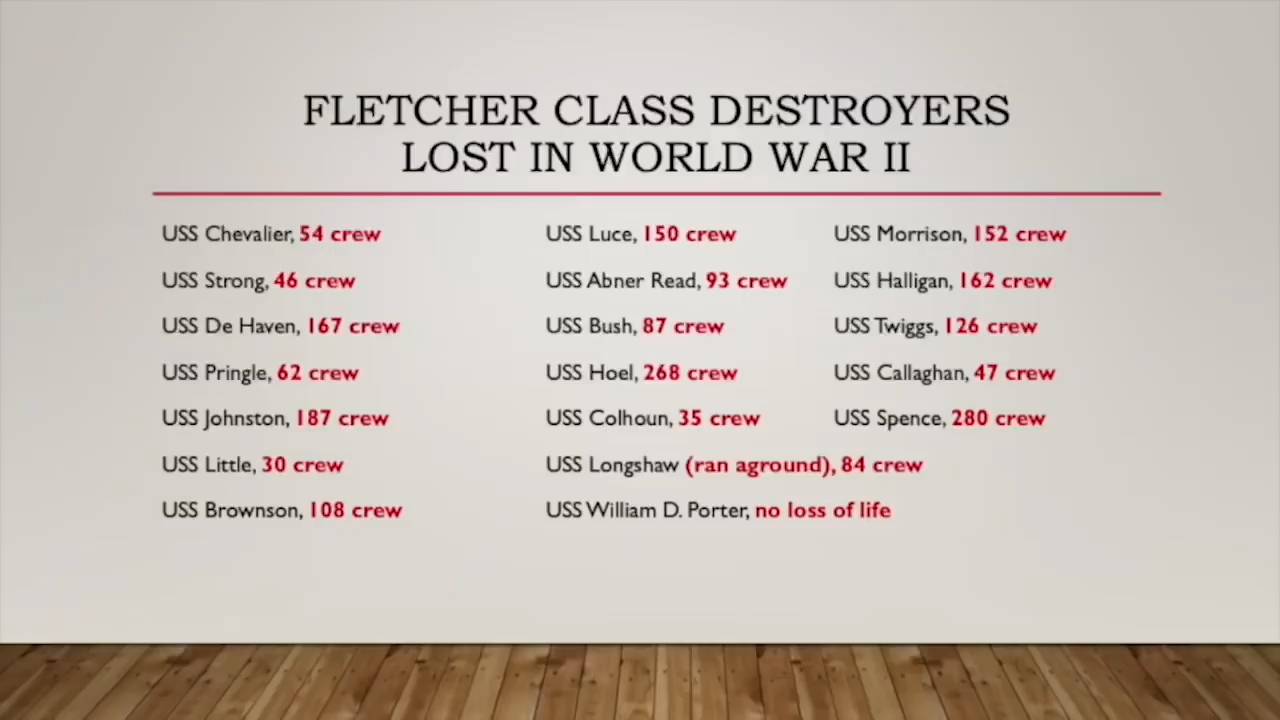 FLETCHER CLASS DESTROYERS
LOST IN WORLD WAR II
USS Chevalier, 54 crew
USS Strong, 46 crew
USS De Haven, 167 crew
USS Pringle, 62 crew
USS Johnston, 187 crew
USS Little, 30 crew
USS Brownson, 108 crew
USS Luce, 150 crew
USS Abner Read, 93 crew
USS Bush, 87 crew
USS Hoel, 268 crew
USS Colhoun, 35 crew
USS Longshaw (ran aground), 84 crew
USS William D. Porter, no loss of life
USS Morrison, 152 crew
USS Halligan, 162 crew
USS Twiggs, 126 crew
USS Callaghan, 47 crew
USS Spence, 280 crew